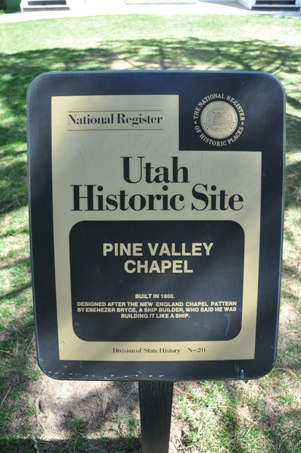 National Register
THE NATIONAL REGISTER
OF HISTORIC PLACES
Utah
Historic Site
PINE VALLEY
CHAPEL
BUILT IN 1868.
DESIGNED AFTER THE NEW ENGLAND CHAPEL PATTERN
BY EBENEZER BRYCE, A SHIP BUILDER, WHO SAID HE WAS
BUILDING IT LIKE A SHIP.
Division of State History N-20